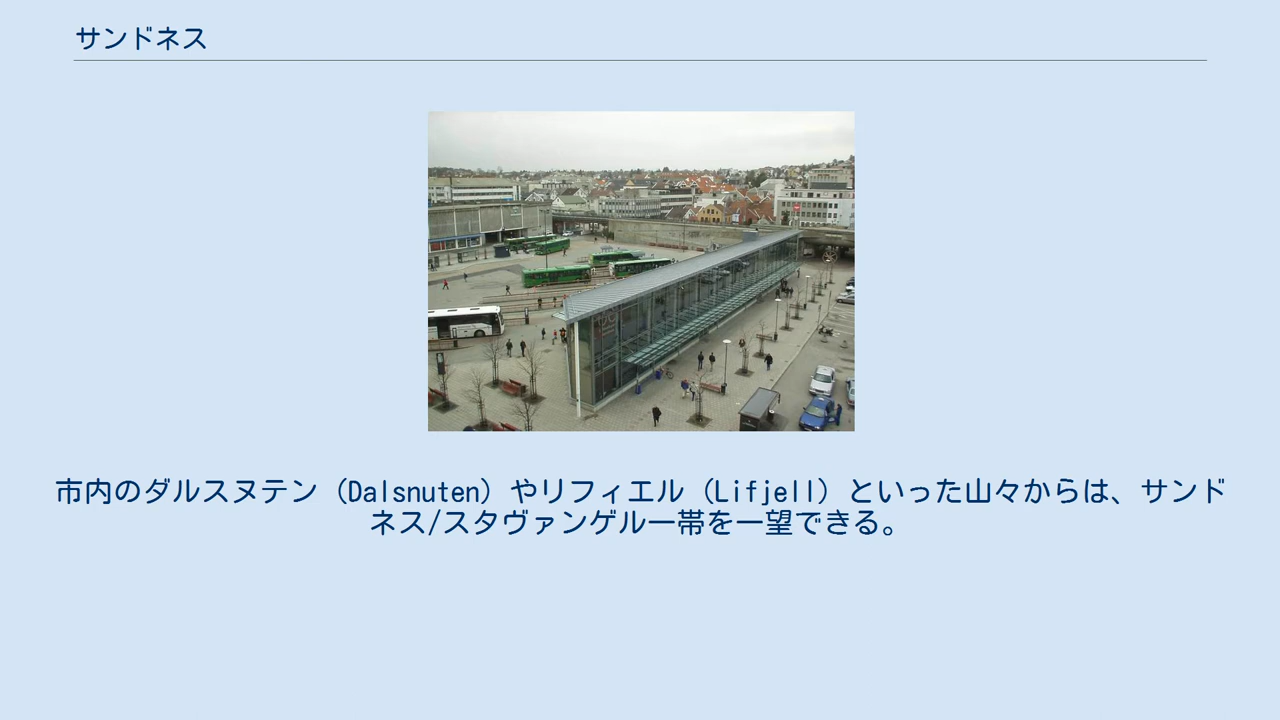 サンドネス
市内のダルスヌテン（Dalsnuten）やリフィエル（Lifjell）といった山々からは、サンド
ネス/スタヴァンゲル一帯を一望できる。